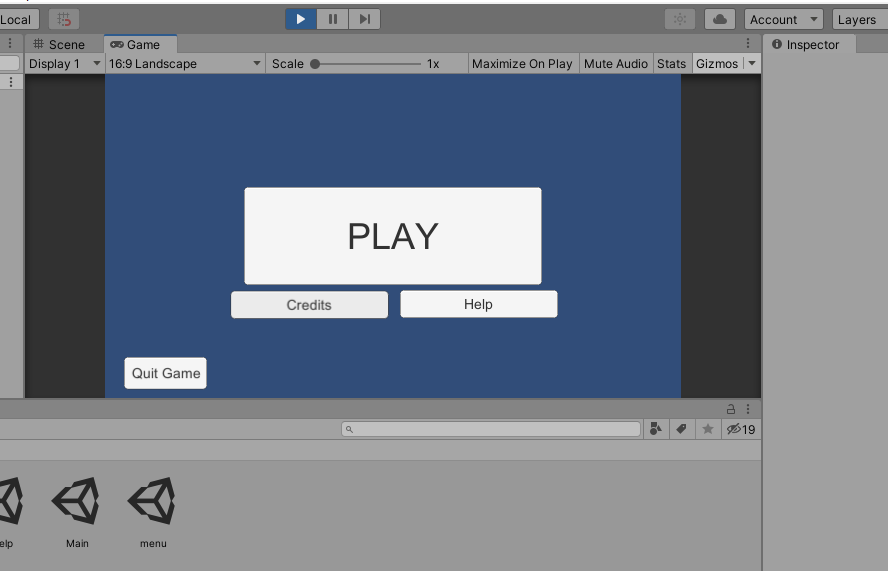 Local Account Layers
Scene Game Inspector
Display 1 16:9 Landscape Scale 1x Maximize On Play Mute Audio Stats Gizmos
PLAY
Credits Help
Quit Game
19
elp Main menu